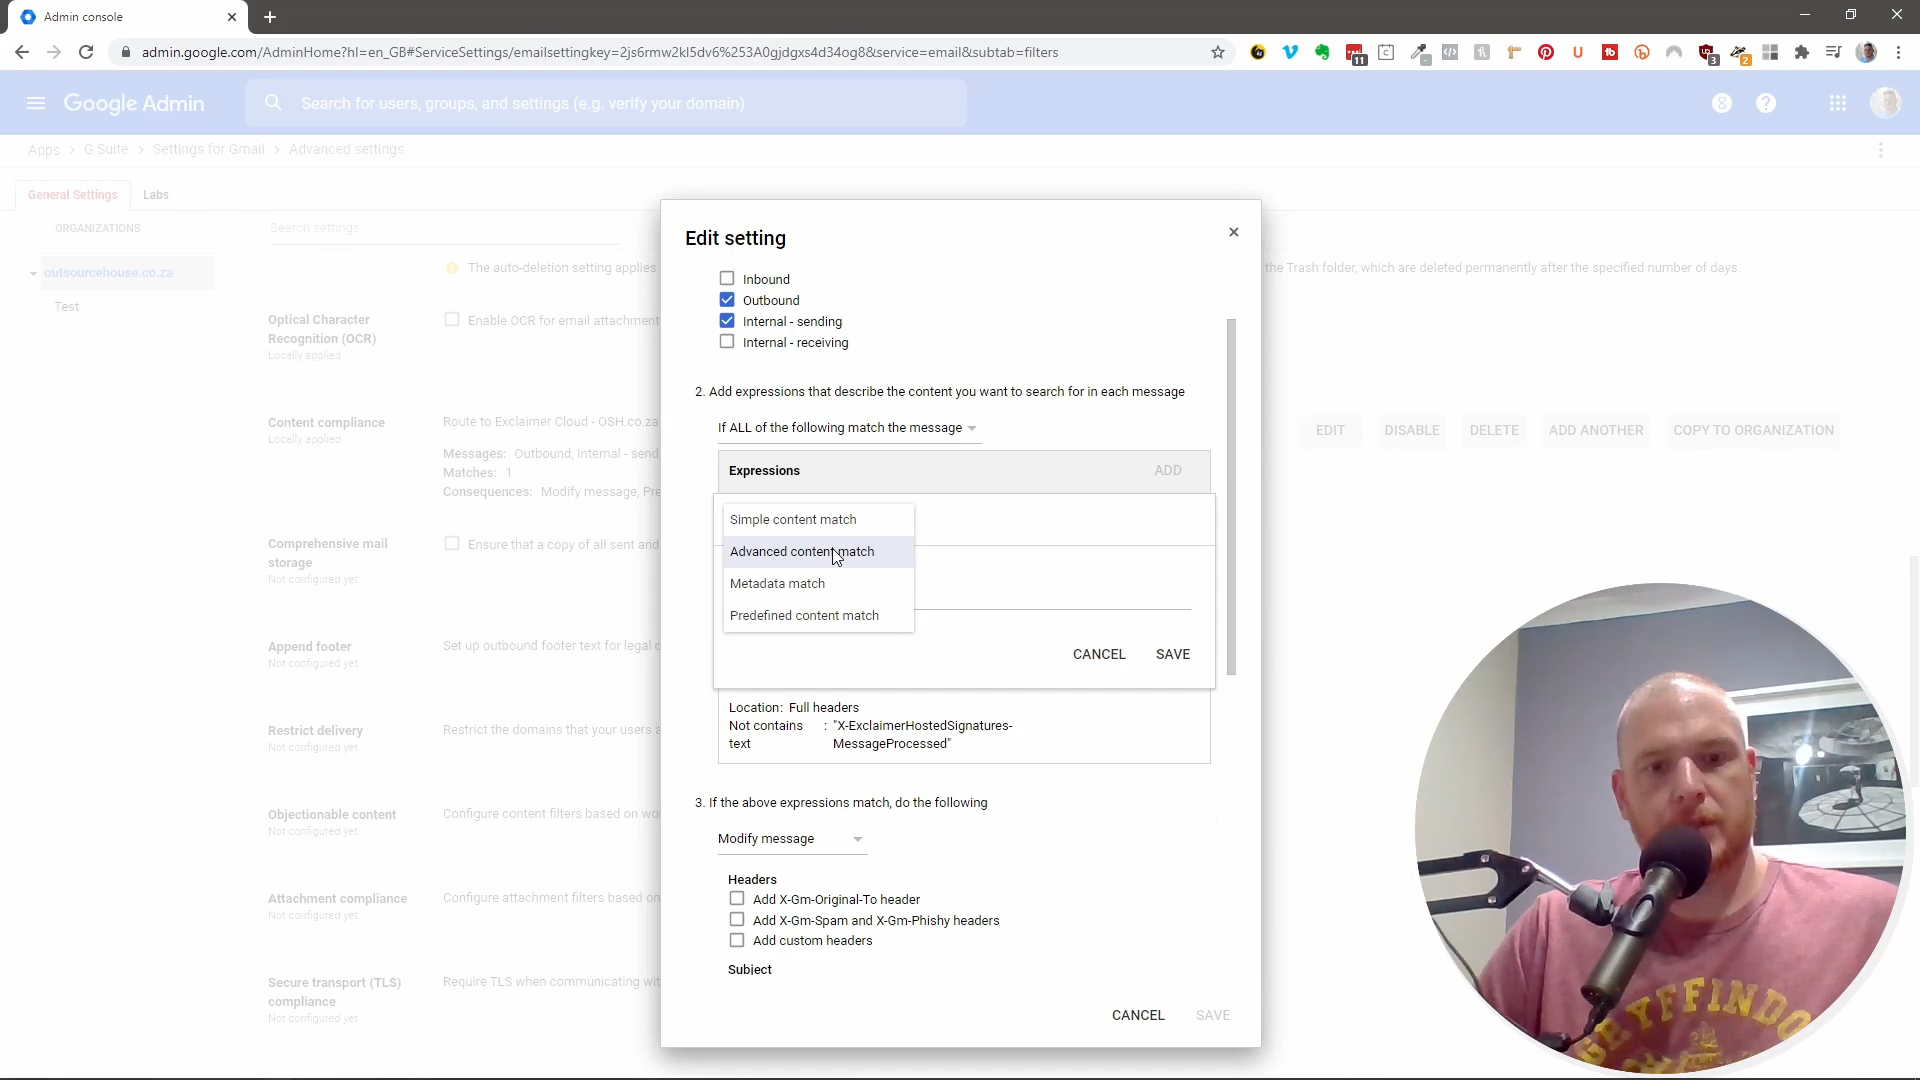 Admin console
admin.google.com/AdminHome?hl=en_GB#ServiceSettings/emailsettingkey=2js6rmw2kl5dv6%253A0gjdgxs4d34og8&service=email&subtab=filters
11
3
2
Google Admin
Search for users, groups, and settings (e.g. verify your domain)
Apps > G Suite > Settings for Gmail > Advanced settings
General Settings
Labs
ORGANIZATIONS
Search settings
outsourcehouse.co.za
Test
The auto-deletion setting applies
the Trash folder, which are deleted permanently after the specified number of days.
Optical Character
Recognition (OCR)
Locally applied
Enable OCR for email attachment
Content compliance
Locally applied
Route to Exclaimer Cloud - OSH.co.za
Messages: Outbound, Internal - send
Matches: 1
Consequences: Modify message, Pre
EDIT
DISABLE
DELETE
ADD ANOTHER
COPY TO ORGANIZATION
Comprehensive mail
storage
Not configured yet
Ensure that a copy of all sent and
Append footer
Not configured yet
Set up outbound footer text for legal c
Restrict delivery
Not configured yet
Restrict the domains that your users a
Objectionable content
Not configured yet
Configure content filters based on wo
Attachment compliance
Not configured yet
Configure attachment filters based on
Secure transport (TLS)
compliance
Not configured yet
Require TLS when communicating wit
Edit setting
Inbound
Outbound
Internal - sending
Internal - receiving
2. Add expressions that describe the content you want to search for in each message
If ALL of the following match the message
Expressions
ADD
Simple content match
Advanced content match
Metadata match
Predefined content match
CANCEL
SAVE
Location: Full headers
Not contains : "X-ExclaimerHostedSignatures-
text MessageProcessed"
3. If the above expressions match, do the following
Modify message
Headers
Add X-Gm-Original-To header
Add X-Gm-Spam and X-Gm-Phishy headers
Add custom headers
Subject
CANCEL
SAVE
GRYFFINDO